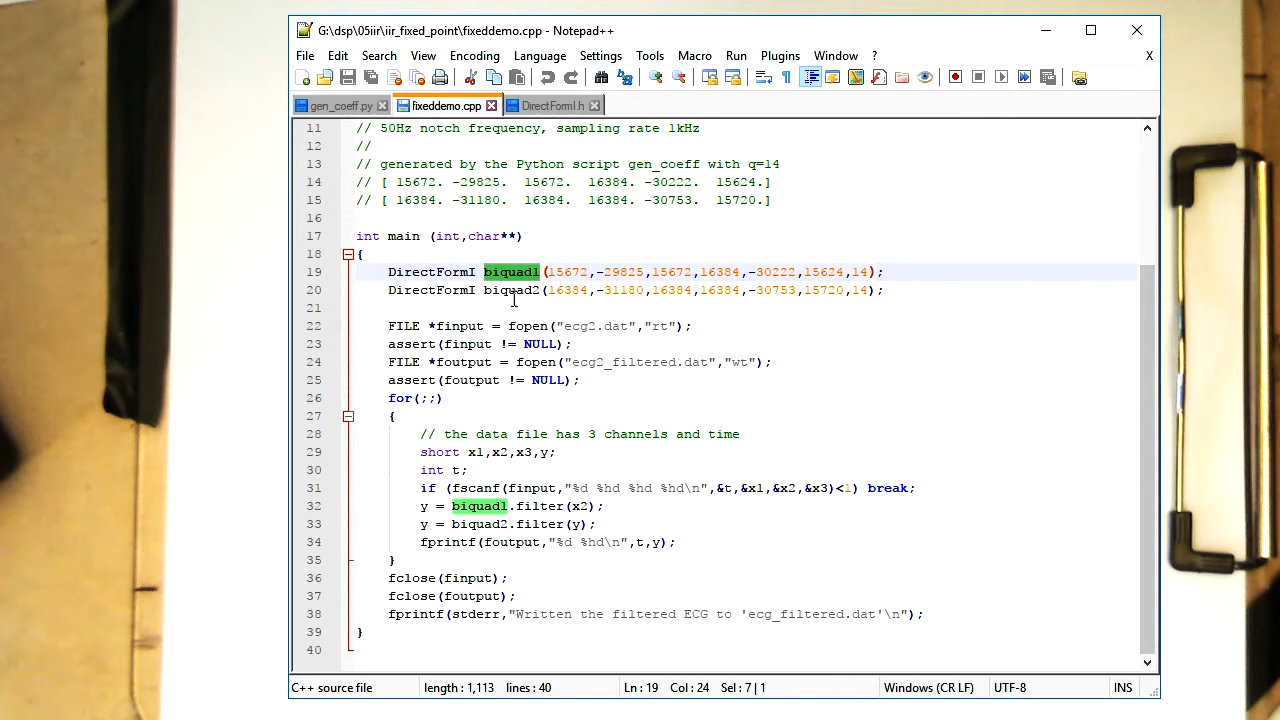 G:\dsp\05iir\iir_fixed_point\fixeddemo.cpp - Notepad++
File Edit Search View Encoding Language Settings Tools Macro Run Plugins Window ? X
gen_coeff.py fixeddemo.cpp DirectFormI.h
11 // 50Hz notch frequency, sampling rate 1kHz
12 //
13 // generated by the Python script gen_coeff with q=14
14 // [ 15672. -29825. 15672. 16384. -30222. 15624.]
15 // [ 16384. -31180. 16384. 16384. -30753. 15720.]
16
17 int main (int,char**)
18 {
19 DirectFormI biquad1(15672,-29825,15672,16384,-30222,15624,14);
20 DirectFormI biquad2(16384,-31180,16384,16384,-30753,15720,14);
21
22 FILE *finput = fopen("ecg2.dat","rt");
23 assert(finput != NULL);
24 FILE *foutput = fopen("ecg2_filtered.dat","wt");
25 assert(foutput != NULL);
26 for(;;)
27 {
28 // the data file has 3 channels and time
29 short x1,x2,x3,y;
30 int t;
31 if (fscanf(finput,"%d %hd %hd %hd\n",&t,&x1,&x2,&x3)<1) break;
32 y = biquad1.filter(x2);
33 y = biquad2.filter(y);
34 fprintf(foutput,"%d %hd\n",t,y);
35 }
36 fclose(finput);
37 fclose(foutput);
38 fprintf(stderr,"Written the filtered ECG to 'ecg_filtered.dat'\n");
39 }
40
C++ source file length : 1,113 lines : 40 Ln : 19 Col : 24 Sel : 7 | 1 Windows (CR LF) UTF-8 INS